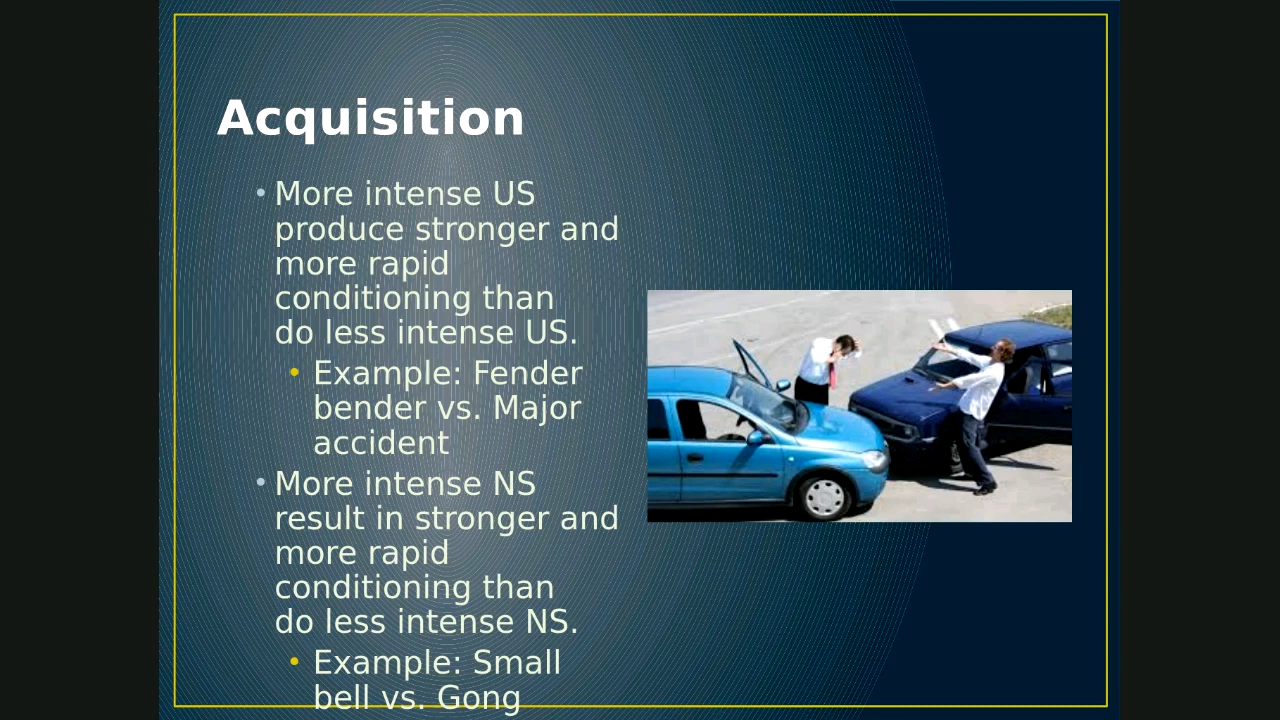 Acquisition
• More intense US
produce stronger and
more rapid
conditioning than
do less intense US.
• Example: Fender
bender vs. Major
accident
• More intense NS
result in stronger and
more rapid
conditioning than
do less intense NS.
• Example: Small
bell vs. Gong